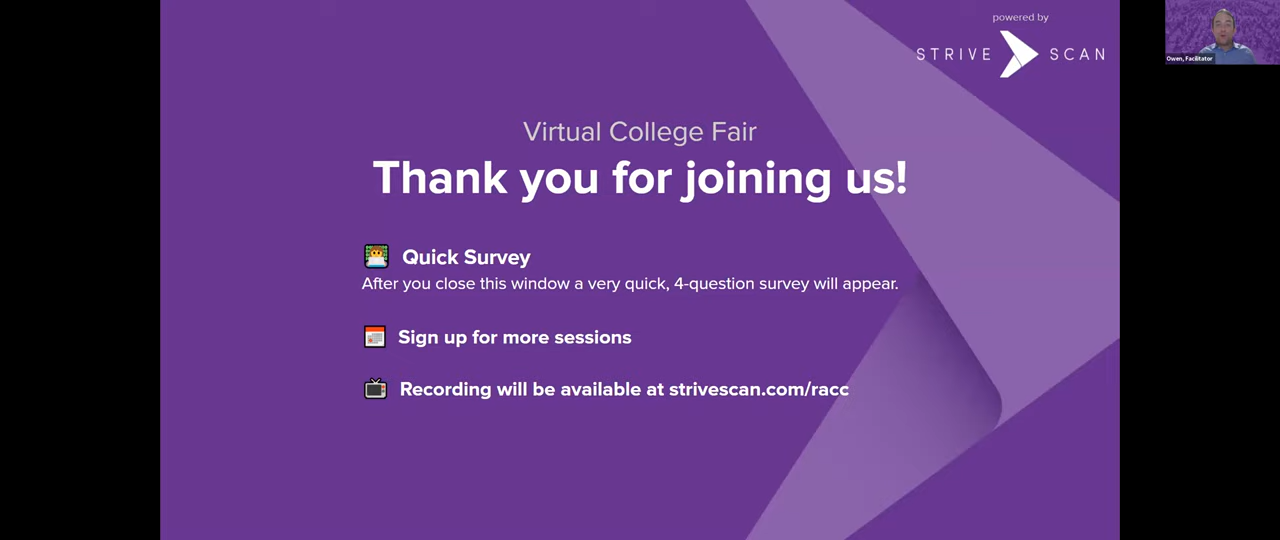 powered by
STRIVE SCAN
Owen, Facilitator
Virtual College Fair
Thank you for joining us!
Quick Survey
After you close this window a very quick, 4-question survey will appear.
Sign up for more sessions
Recording will be available at strivescan.com/racc